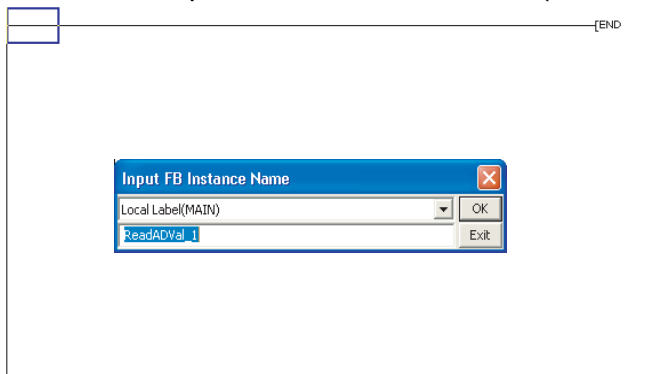 [END
Input FB Instance Name
Local Label(MAIN)
OK
ReadADVal_1
Exit